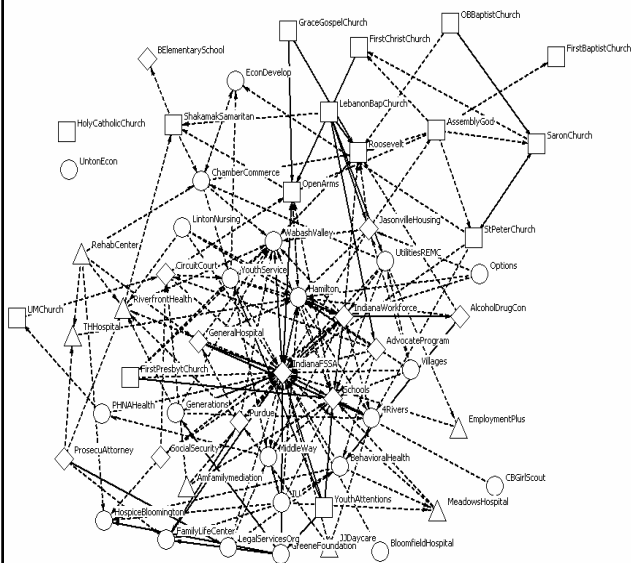 GraceGospelChurch
OBBaptistChurch
FirstChristChurch
BElementarySchool
FirstBaptistChurch
EconDevelop
LebanonBapChurch
ShakamakSamaritan
HolyCatholicChurch
AssemblyGod
Roosevelt
SaronChurch
UntonEcon
ChamberCommerce
OpenArms
LintonNursing
JasonvilleHousing
StPeterChurch
WabashValley
RehabCenter
UtilitiesREMC
CircuitCourt
YouthService
Options
Hamilton
RiverfrontHealth
UMChurch
IndianaWorkforce
AlcoholDrugCon
THHospital
GeneralHospital
AdvocateProgram
IndianaFSSA
FirstPresbytChurch
Villages
Schools
PHNAHealth
Generations
4Rivers
Purdue
EmploymentPlus
ProsecuAttorney
SocialSecurity
MiddleWay
BehavioralHealth
Amfamilymediation
CBGirlScout
ILI
YouthAttentions
MeadowsHospital
HospiceBloomington
FamilyLifeCenter
LegalServicesOrg
JJDaycare
GreeneFoundation
BloomfieldHospital